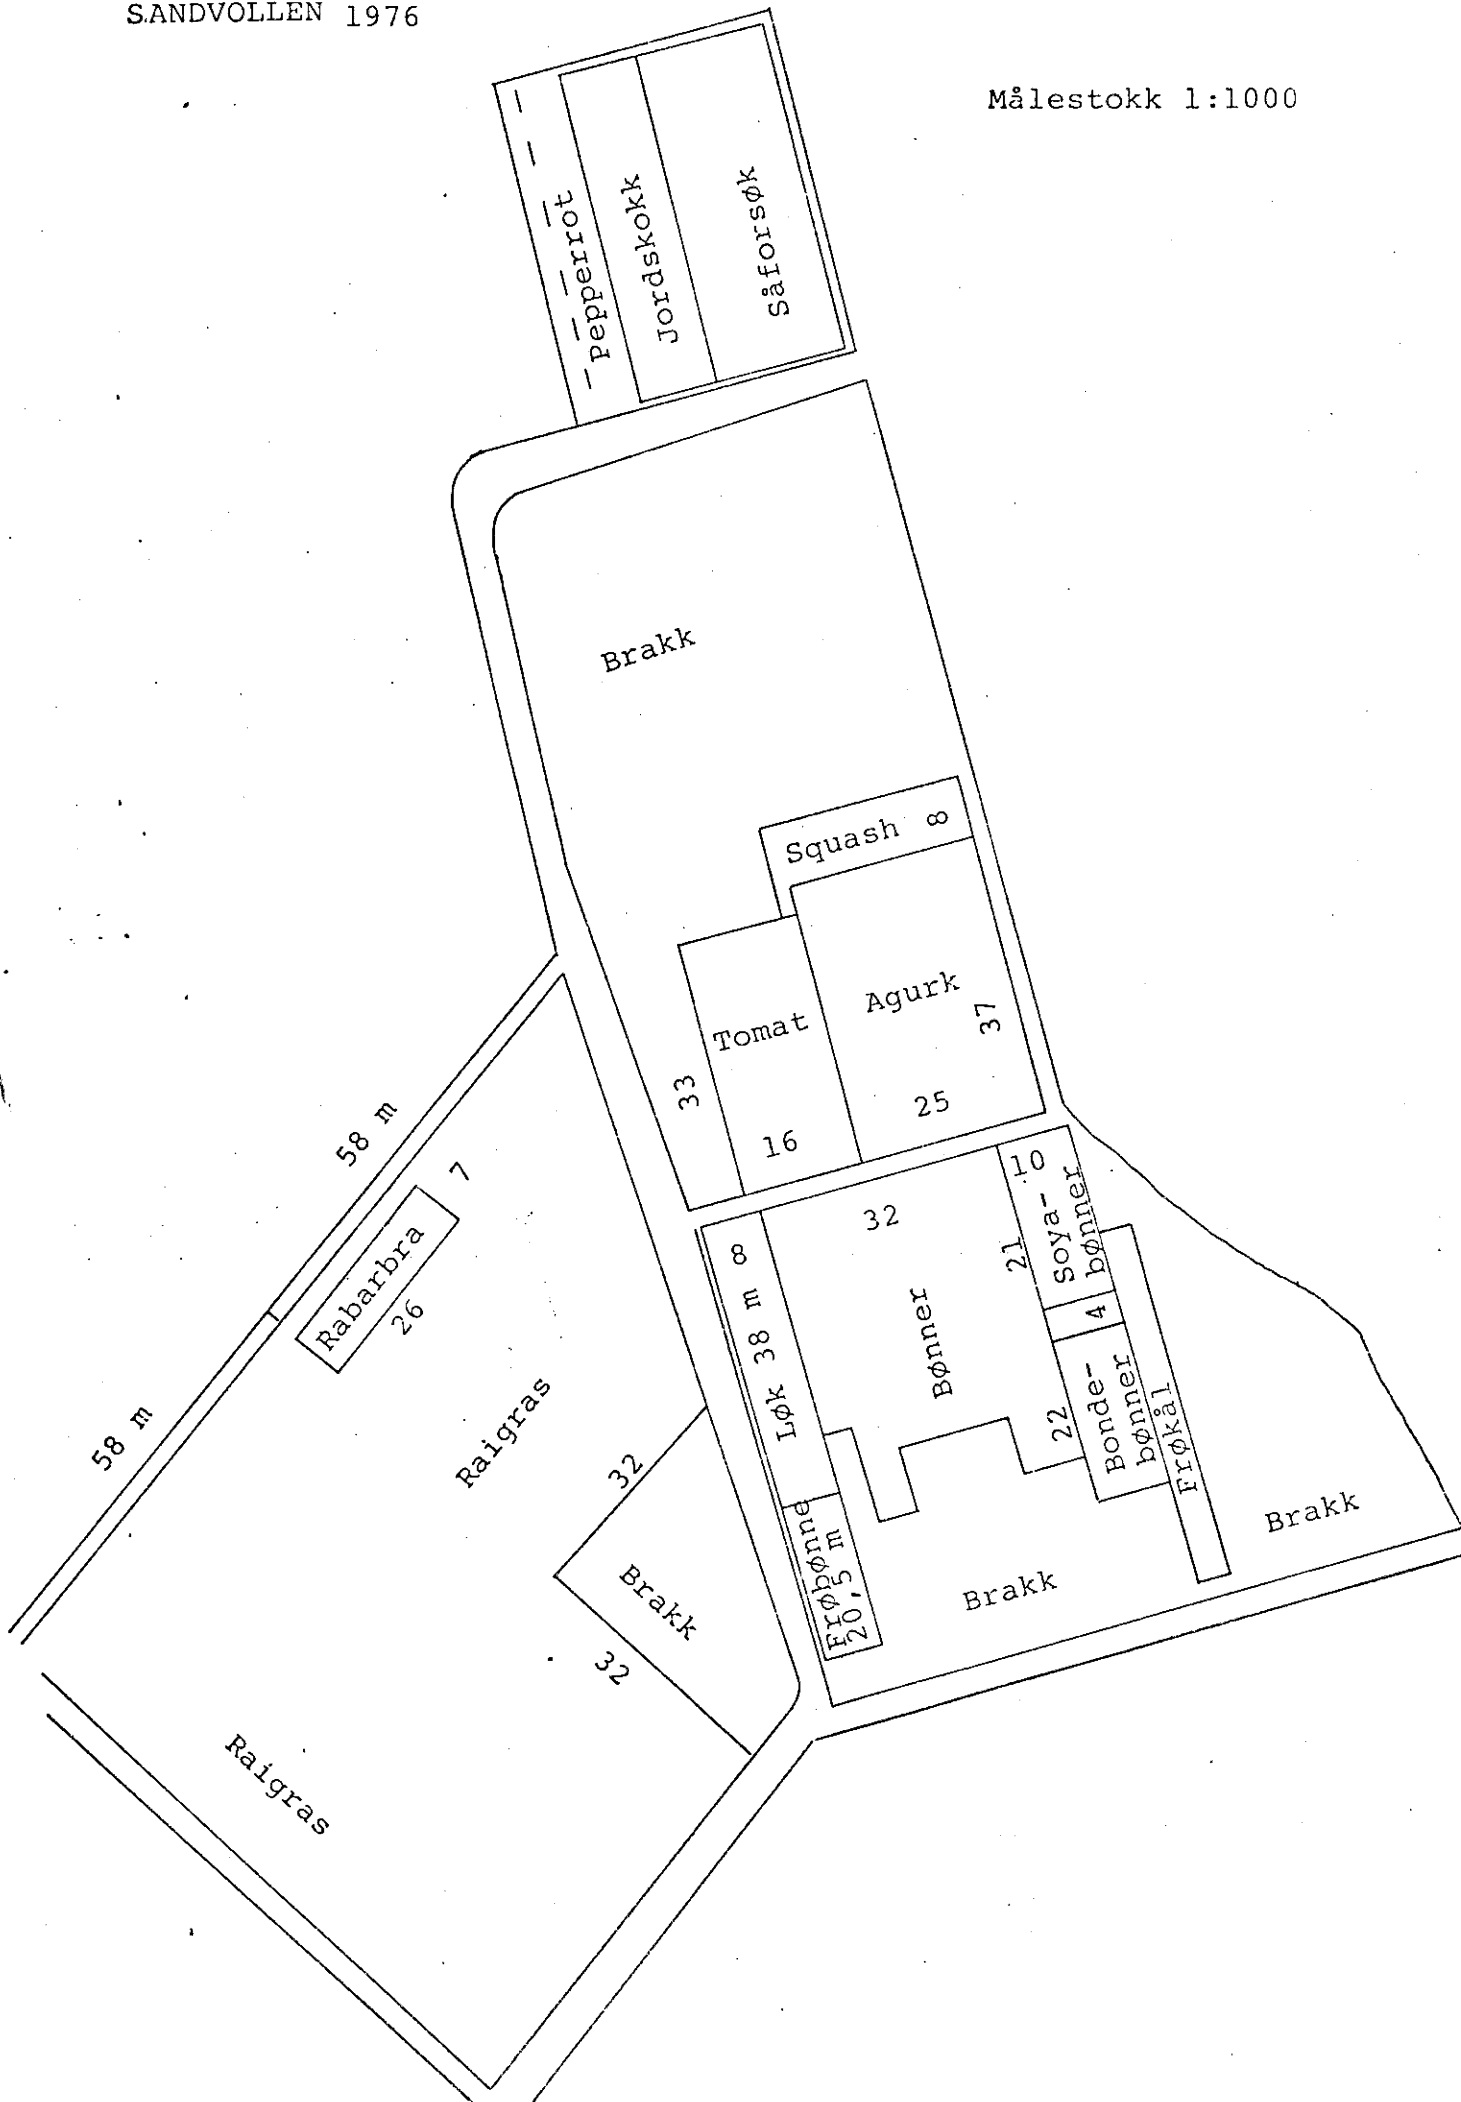 SANDVOLLEN 1976
Målestokk 1:1000
Pepperrot
Jordskokk
Såforsøk
Brakk
Squash 8
Tomat
33
16
Agurk
37
25
58 m
58 m
Rabarbra
7
26
Raigras
Raigras
32
Brakk
32
8
Løk 38 m
Frøbønne
20,5 m
32
Bønner
10
21
Soya-
bønner
4
22
Bonde-
bønner
Frøkål
Brakk
Brakk